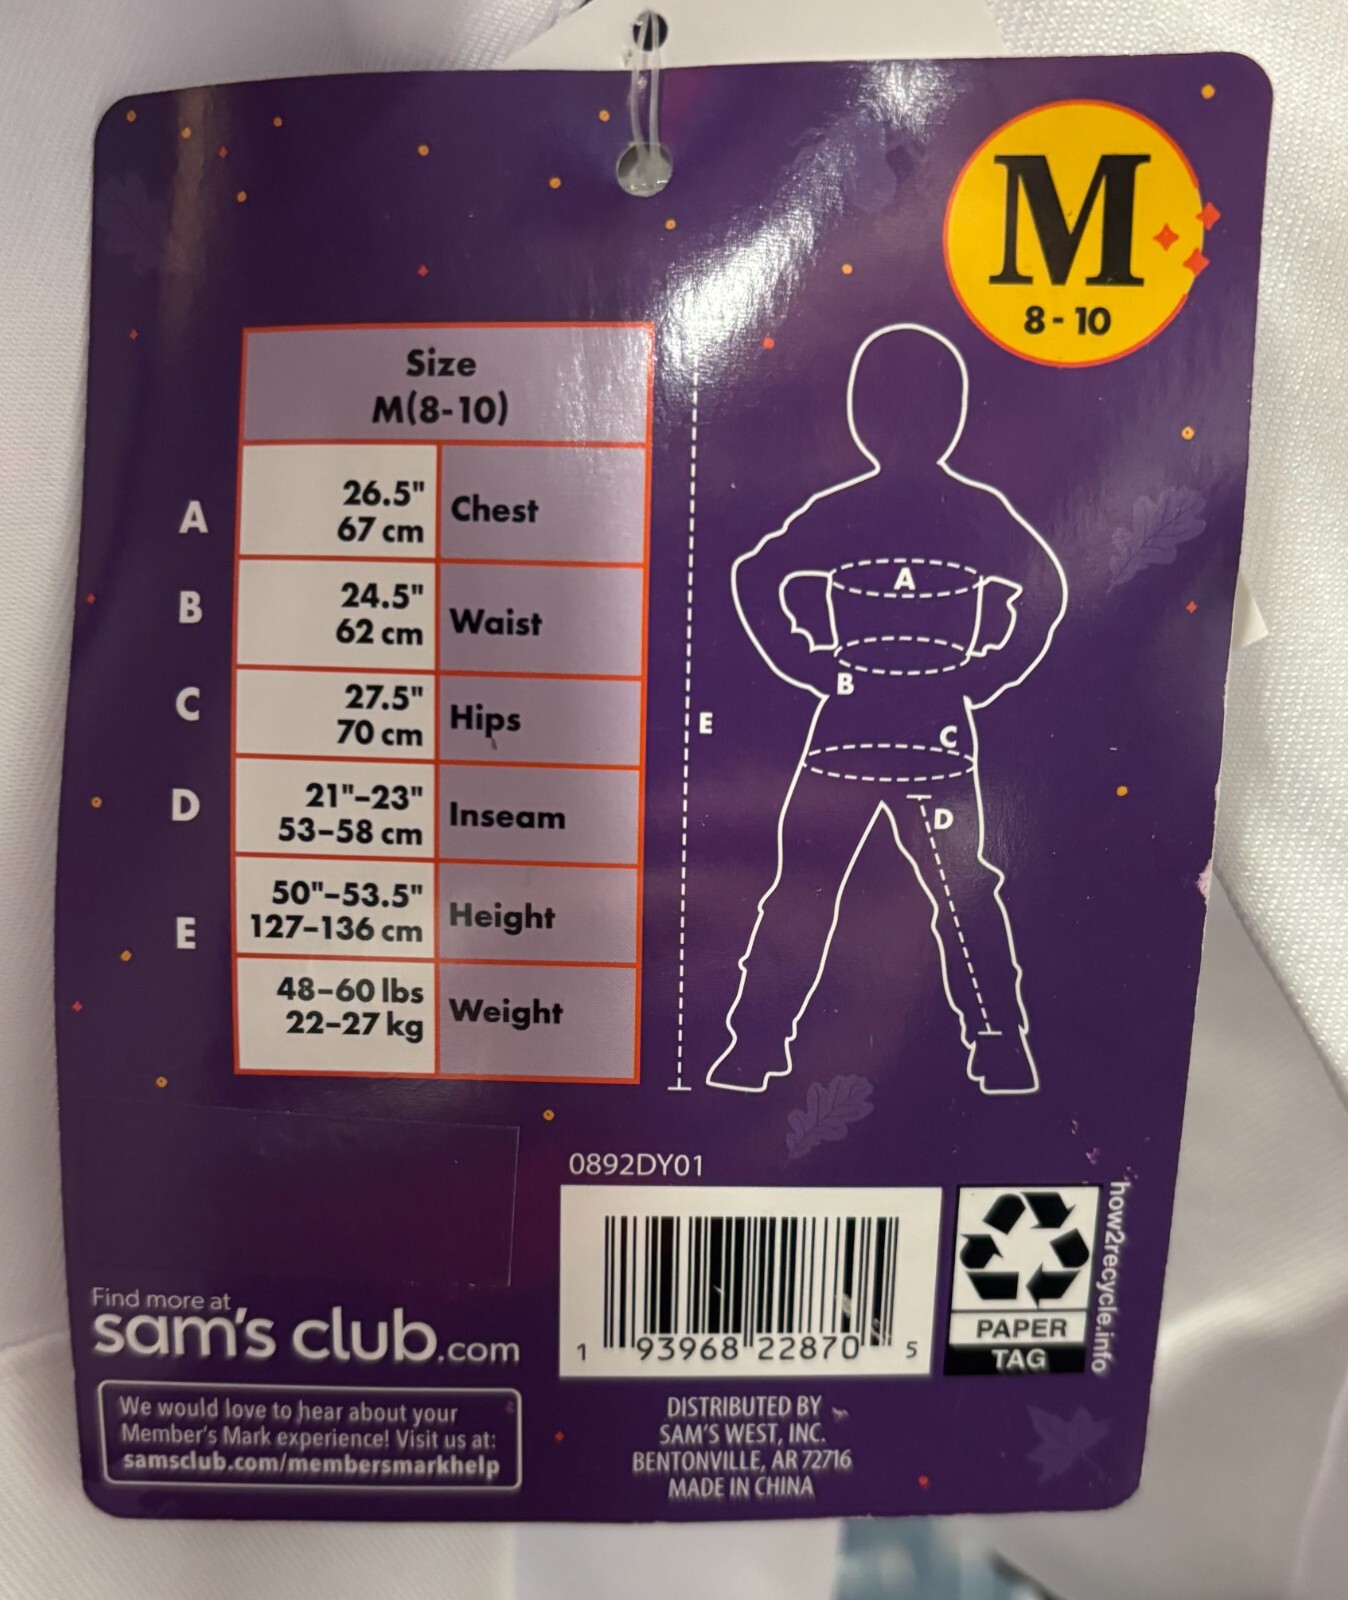 M
8 - 10
Size
M(8-10)
A
26.5"
67 cm
Chest
B
24.5"
62 cm
Waist
C
27.5"
70 cm
Hips
D
21"–23"
53–58 cm
Inseam
E
50"–53.5"
127–136 cm
Height
48–60 lbs
22–27 kg
Weight
A
B
C
D
E
0892DY01
1 93968 22870 5
PAPER
TAG
how2recycle.info
Find more at
sam's club.com
We would love to hear about your
Member's Mark experience! Visit us at:
samsclub.com/membersmarkhelp
DISTRIBUTED BY
SAM'S WEST, INC.
BENTONVILLE, AR 72716
MADE IN CHINA